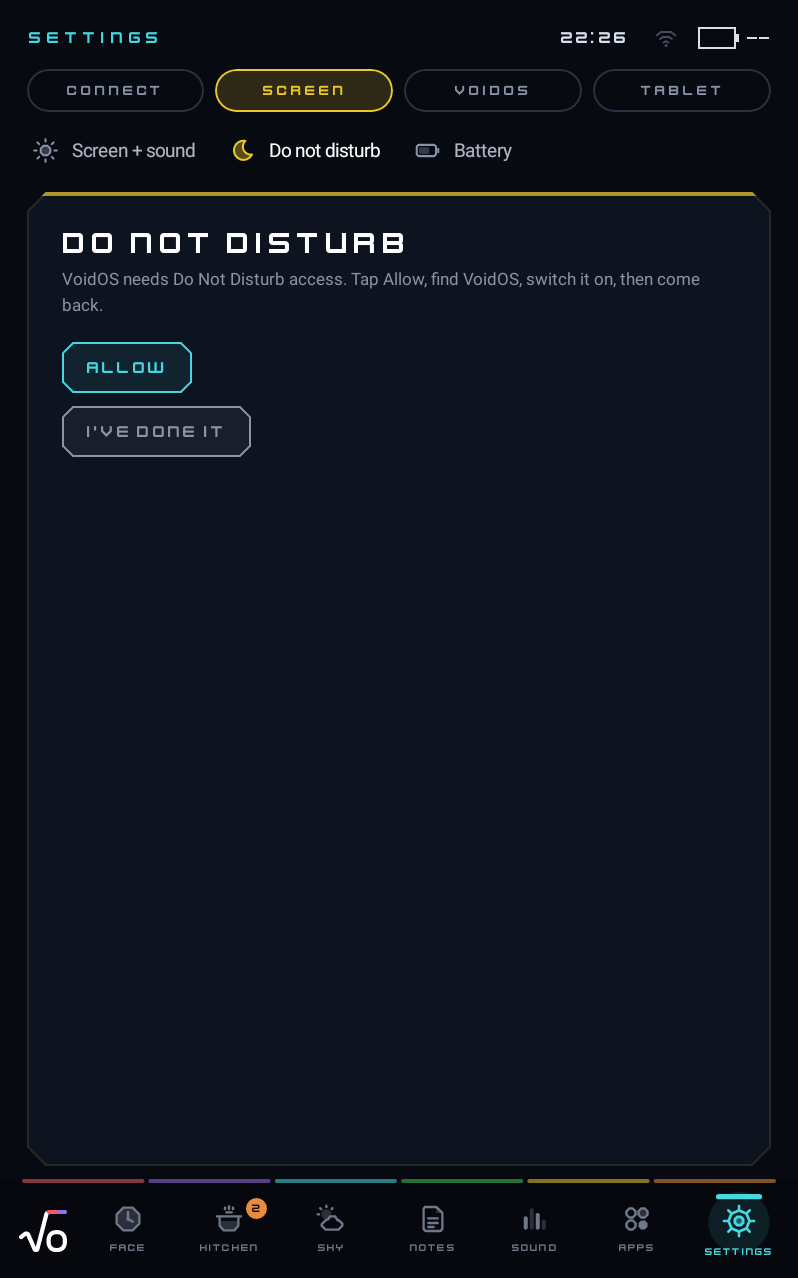 SETTINGS
22:26
--
CONNECT
SCREEN
VOIDOS
TABLET
Screen + sound
Do not disturb
Battery
DO NOT DISTURB
VoidOS needs Do Not Disturb access. Tap Allow, find VoidOS, switch it on, then come
back.
ALLOW
I'VE DONE IT
2
FACE
KITCHEN
SKY
NOTES
SOUND
APPS
SETTINGS